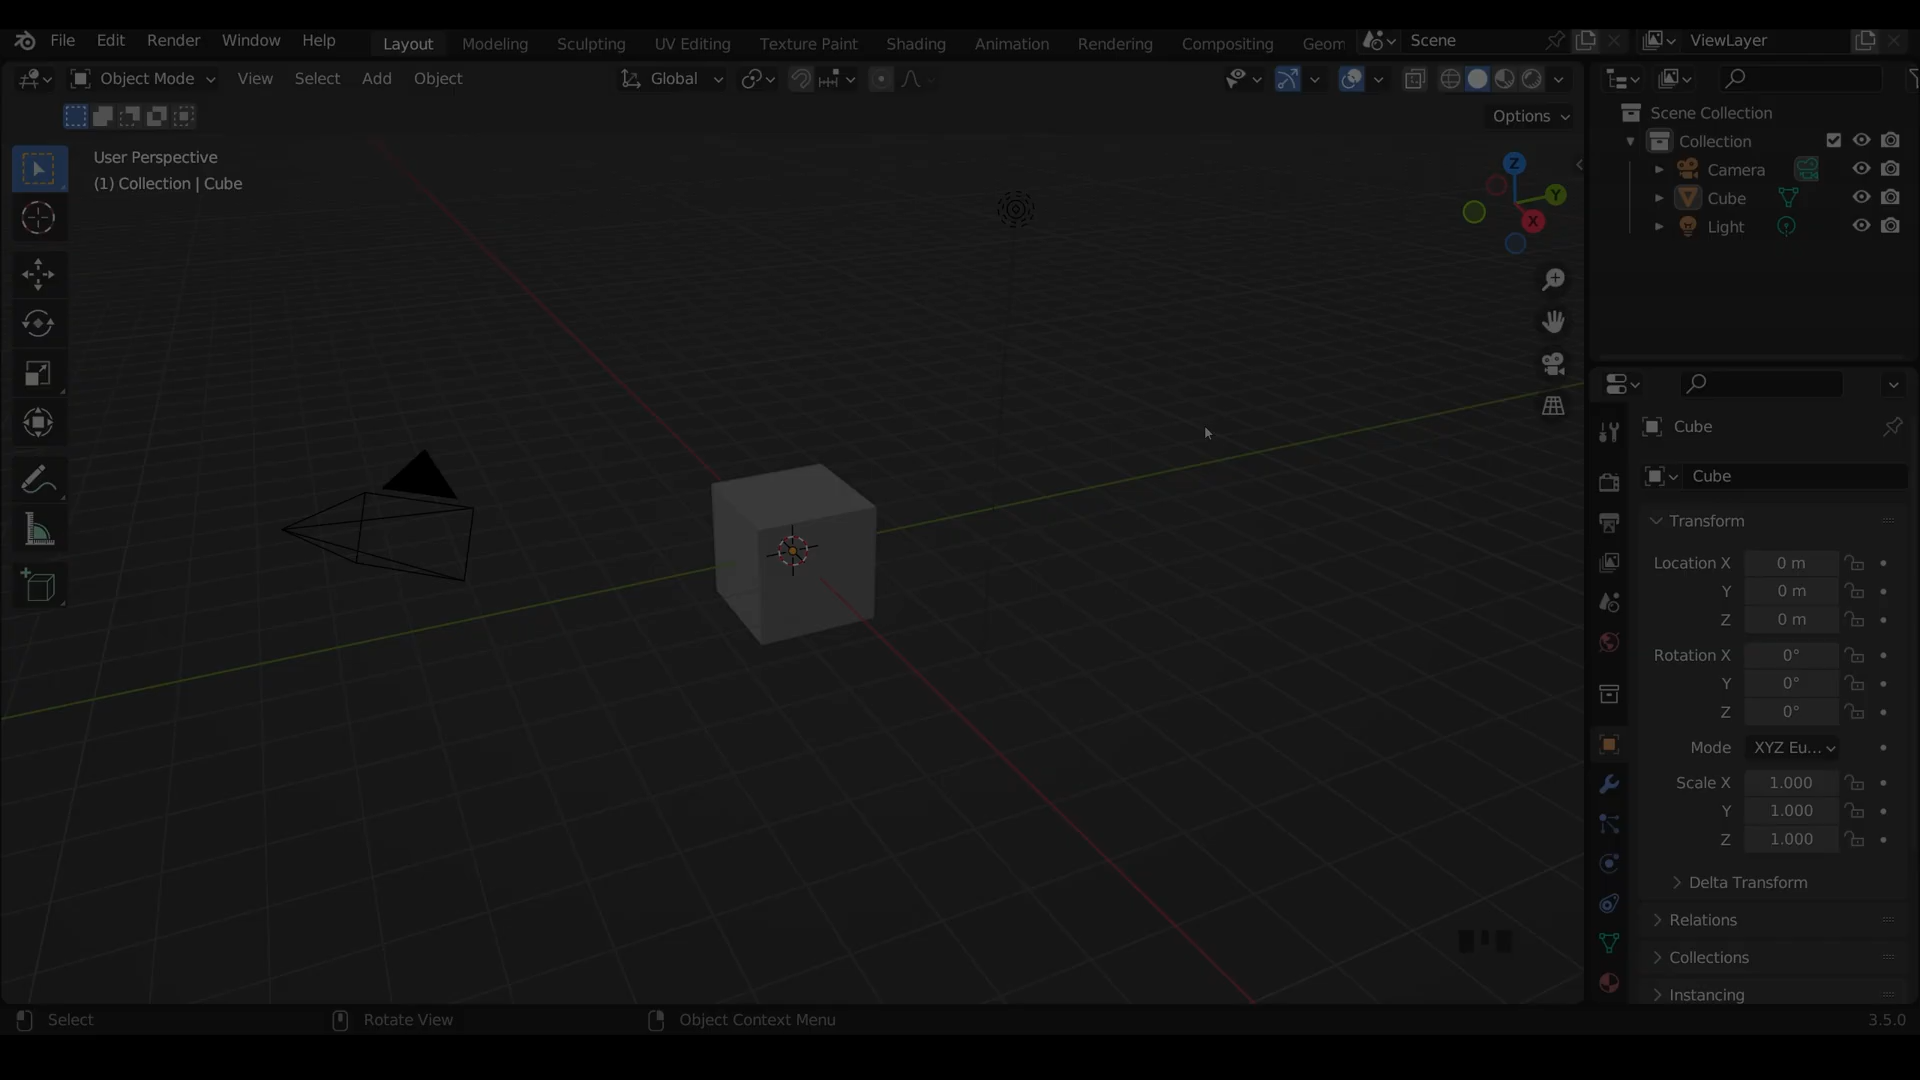 File Edit Render Window Help Layout Modeling Sculpting UV Editing Texture Paint Shading Animation Rendering Compositing Geom Scene ViewLayer
Object Mode View Select Add Object Global
Options
User Perspective
(1) Collection | Cube
Z
Y
X
Scene Collection
Collection
Camera
Cube
Light
Cube
Cube
Transform
Location X 0 m
Y 0 m
Z 0 m
Rotation X 0°
Y 0°
Z 0°
Mode XYZ Eu...
Scale X 1.000
Y 1.000
Z 1.000
Delta Transform
Relations
Collections
Instancing
Select Rotate View Object Context Menu 3.5.0